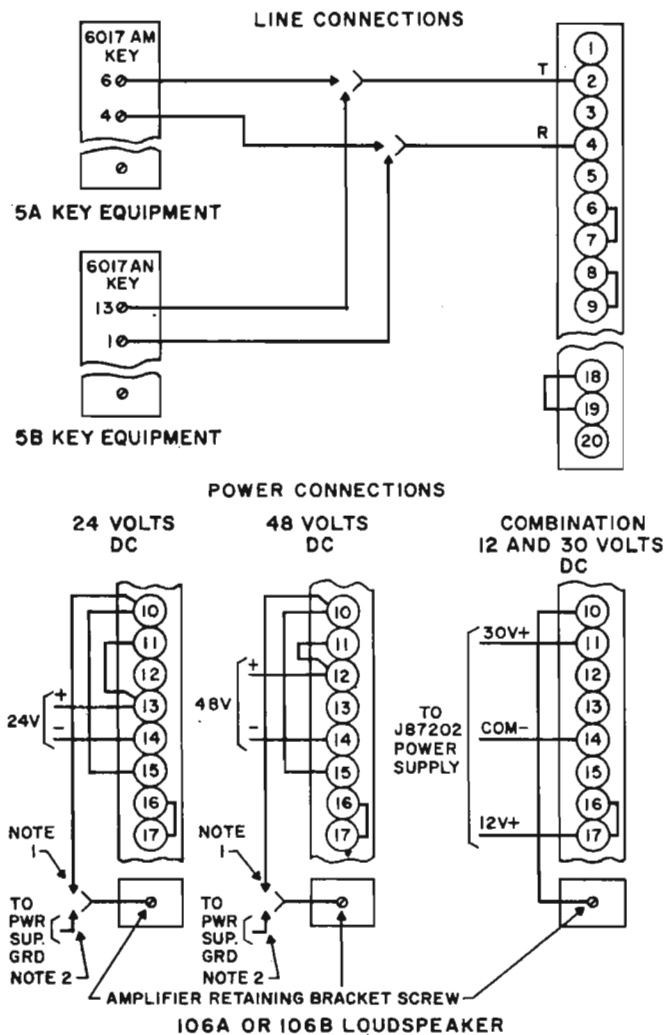 LINE CONNECTIONS
6017 AM
KEY
6
4
5A KEY EQUIPMENT
6017 AN
KEY
13
1
5B KEY EQUIPMENT
T
R
1
2
3
4
5
6
7
8
9
18
19
20
POWER CONNECTIONS
24 VOLTS
DC
10
11
12
13
14
15
16
17
+
24V
-
NOTE
1
TO
PWR
SUP.
GRD
NOTE 2
48 VOLTS
DC
10
11
12
13
14
15
16
17
+
48V
-
NOTE
1
TO
PWR
SUP.
GRD
NOTE 2
COMBINATION
12 AND 30 VOLTS
DC
10
11
12
13
14
15
16
17
30V+
TO
J87202
POWER
SUPPLY
COM-
12V+
AMPLIFIER RETAINING BRACKET SCREW
106A OR 106B LOUDSPEAKER